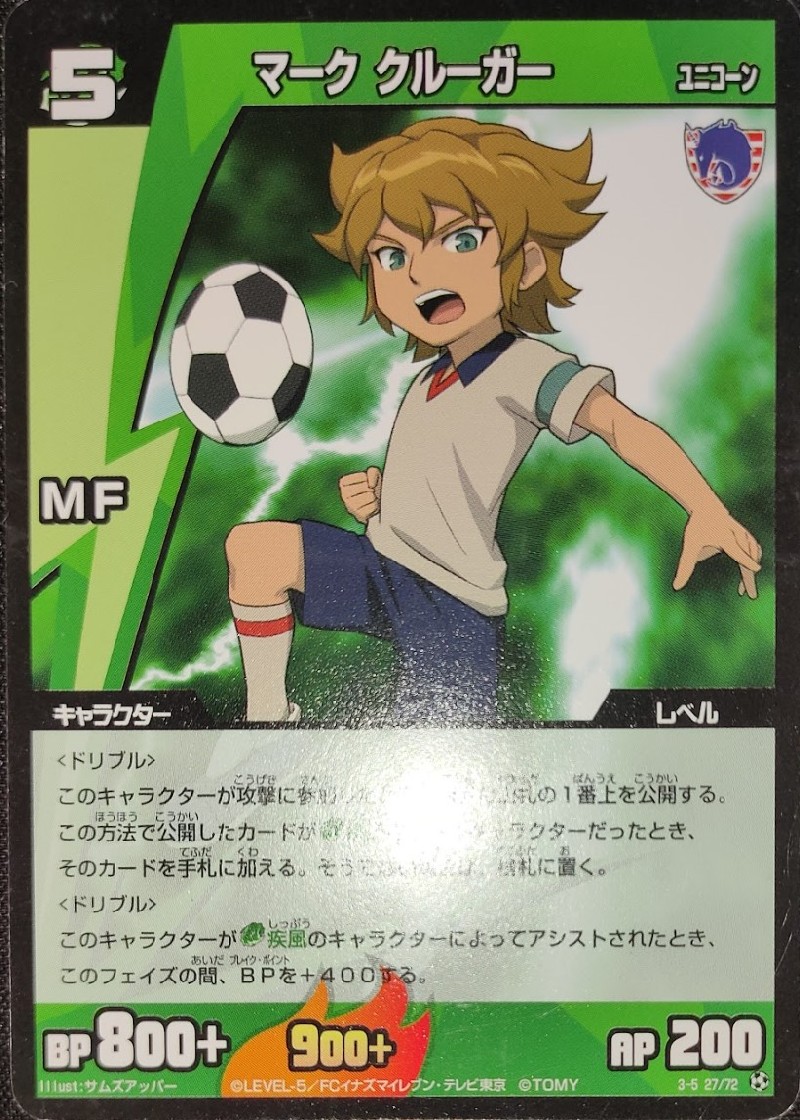 5
マーク クルーガー
ユニコーン
MF
キャラクター
レベル
<ドリブル>
このキャラクターが攻撃に参加 の1番上を公開する。
この方法で公開したカードが ャラクターだったとき、
そのカードを手札に加える。そう 捨札に置く。
<ドリブル>
このキャラクターが疾風のキャラクターによってアシストされたとき、
このフェイズの間、BPを+400する。
BP 800+
900+
AP 200
Illust:サムズアッパー
©LEVEL-5/FCイナズマイレブン・テレビ東京 ©TOMY
3-5 27/72